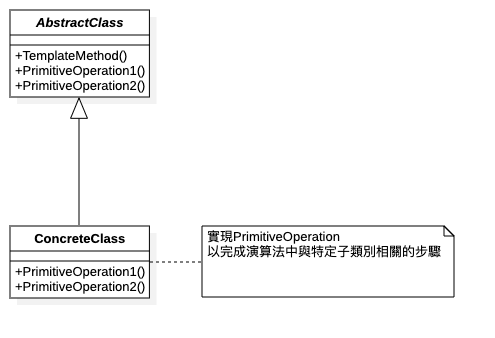 AbstractClass
+TemplateMethod()
+PrimitiveOperation1()
+PrimitiveOperation2()
ConcreteClass
+PrimitiveOperation1()
+PrimitiveOperation2()
實現PrimitiveOperation
以完成演算法中與特定子類別相關的步驟